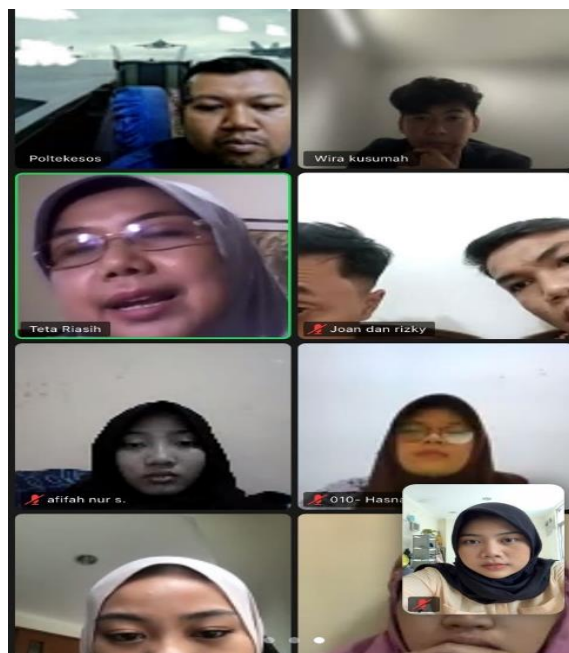 Poltekesos
Wira kusumah
Teta Riasih
Joan dan rizky
afifah nur s.
010- Hasna